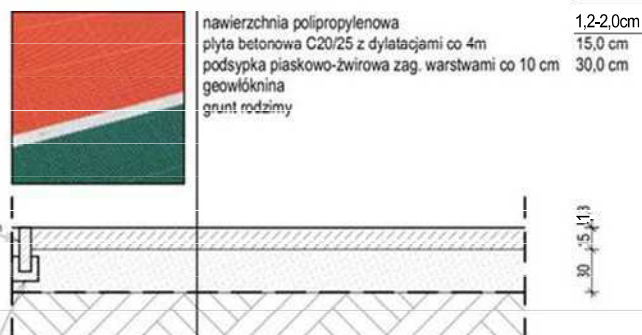 nawierzchnia polipropylenowa 1,2-2,0cm
płyta betonowa C20/25 z dylatacjami co 4m 15,0 cm
podsypka piaskowo-żwirowa zag. warstwami co 10 cm 30,0 cm
geowłóknina
grunt rodzimy
15
30